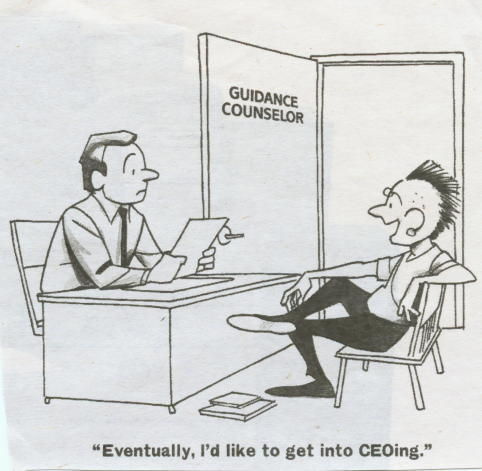 GUIDANCE
COUNSELOR
“Eventually, I’d like to get into CEOing.”